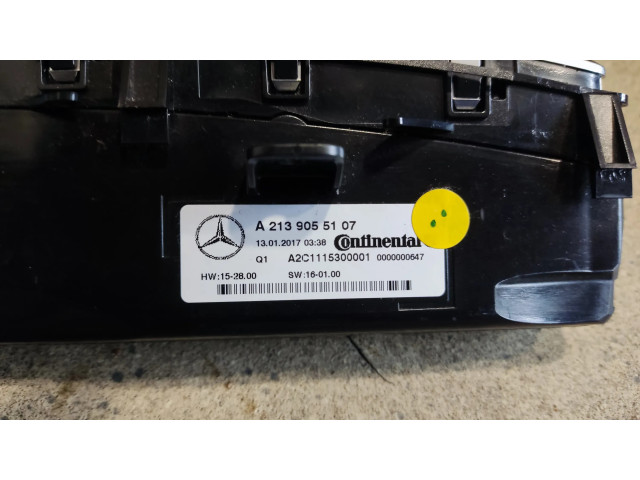 A 213 905 51 07
13.01.2017 03:38 Continental
Q1 A2C1115300001 0000000647
HW:15-28.00 SW:16-01.00